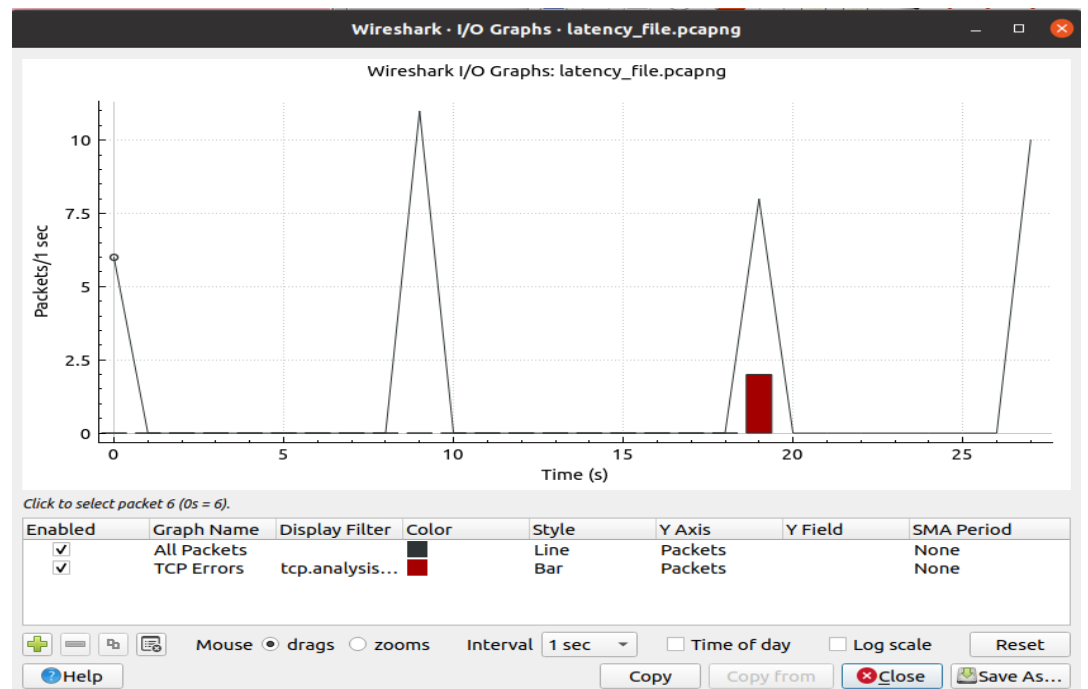 Wireshark · I/O Graphs · latency_file.pcapng
Wireshark I/O Graphs: latency_file.pcapng
Packets/1 sec
10
7.5
5
2.5
0
0 5 10 15 20 25
Time (s)
Click to select packet 6 (0s = 6).
Enabled Graph Name Display Filter Color Style Y Axis Y Field SMA Period
All Packets Line Packets None
TCP Errors tcp.analysis... Bar Packets None
Mouse drags zooms Interval 1 sec Time of day Log scale Reset
Help Copy Copy from Close Save As...